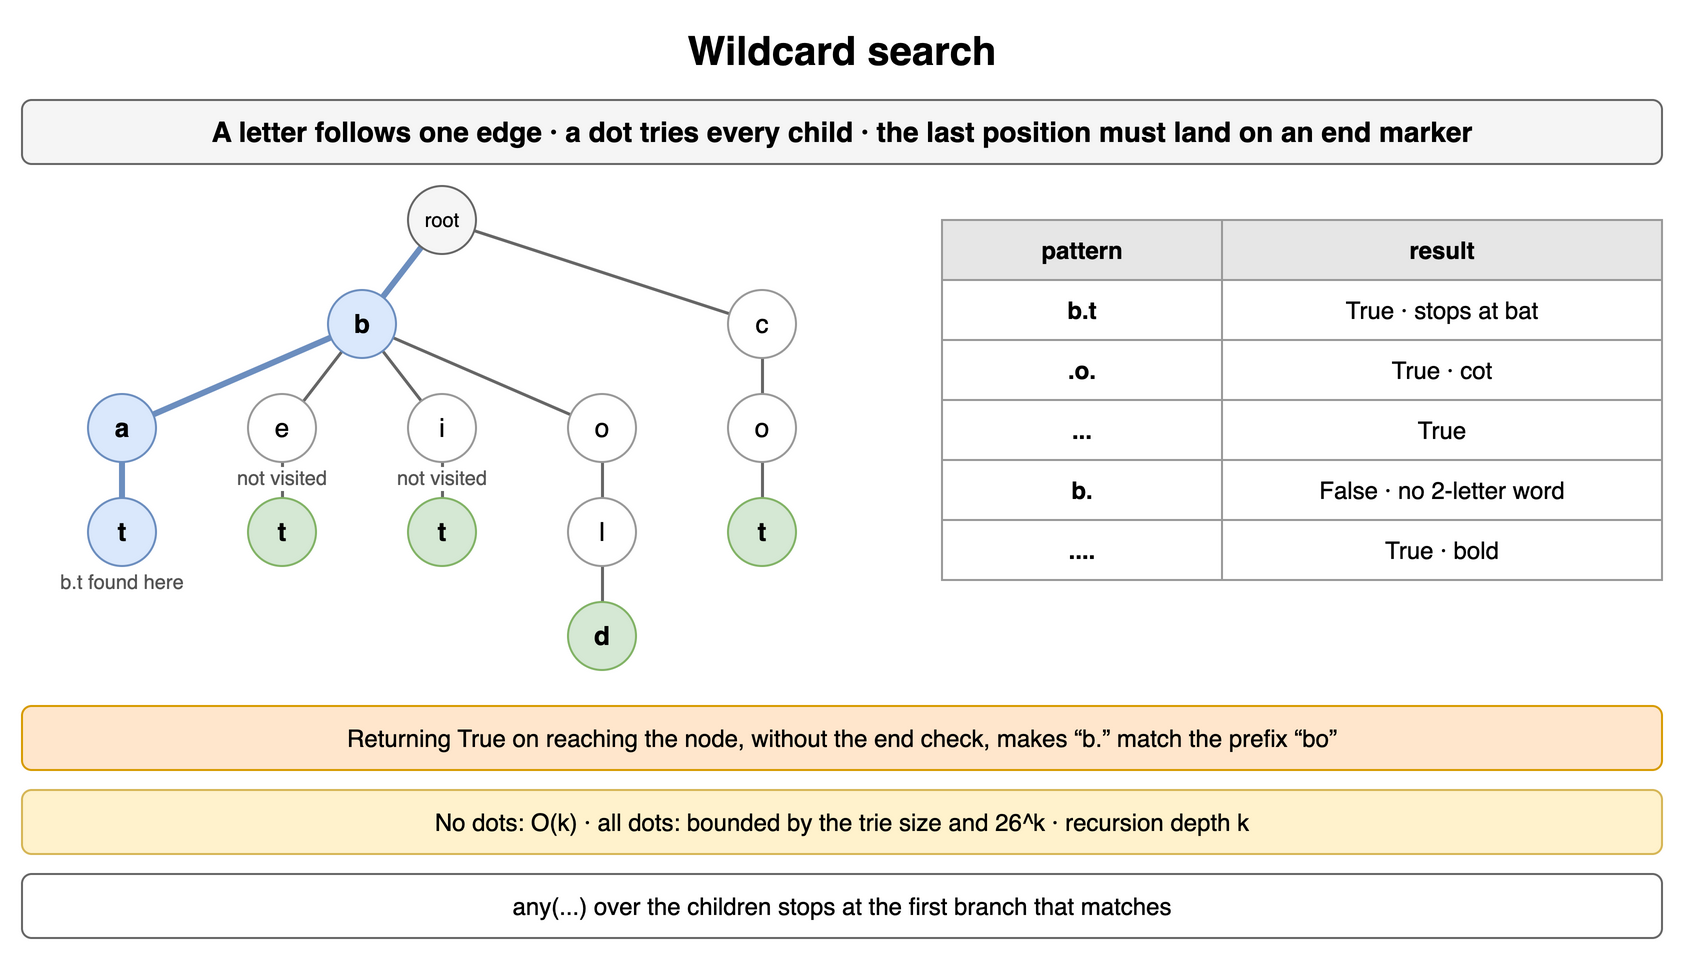 Wildcard search
A letter follows one edge · a dot tries every child · the last position must land on an end marker
root
b
c
a
e
i
o
o
not visited
not visited
t
t
t
l
t
b.t found here
d
pattern
result
b.t
True · stops at bat
.o.
True · cot
...
True
b.
False · no 2-letter word
....
True · bold
Returning True on reaching the node, without the end check, makes “b.” match the prefix “bo”
No dots: O(k) · all dots: bounded by the trie size and 26^k · recursion depth k
any(...) over the children stops at the first branch that matches